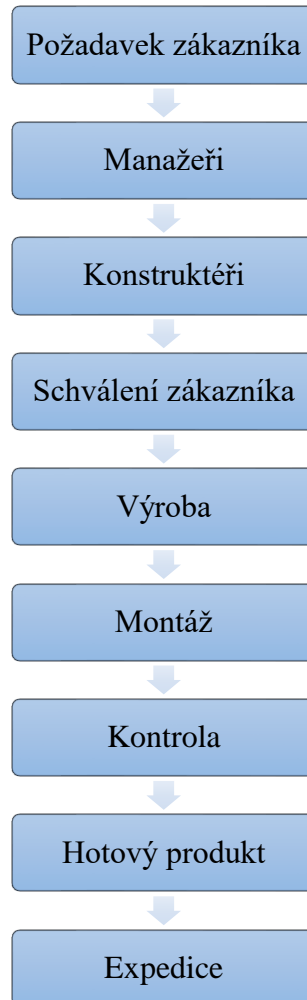 Požadavek zákazníka
Manažeři
Konstruktéři
Schválení zákazníka
Výroba
Montáž
Kontrola
Hotový produkt
Expedice